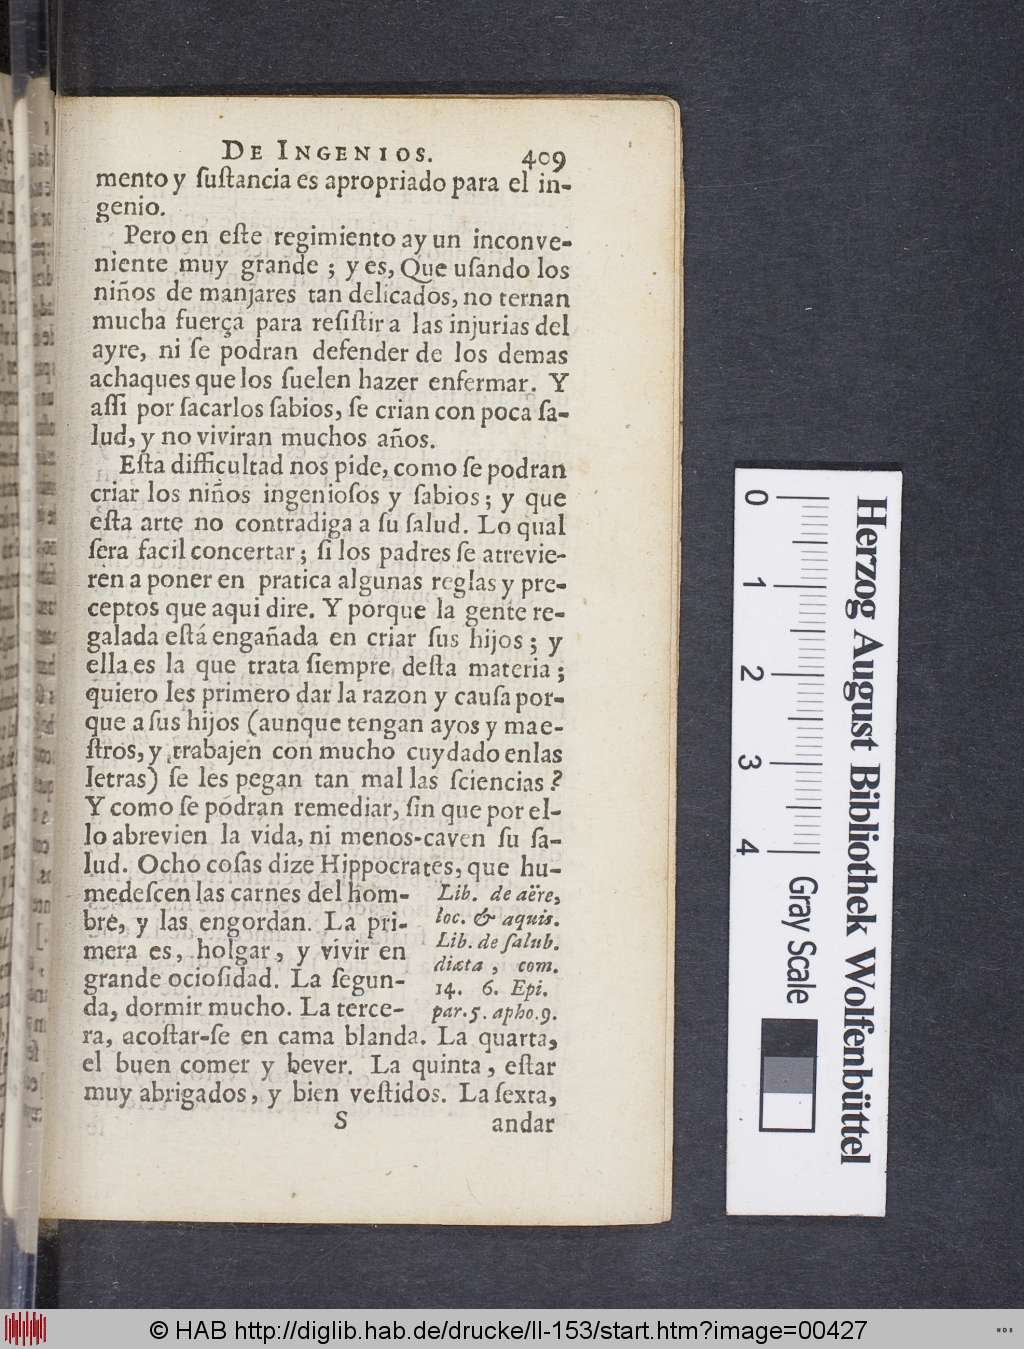 DE INGENIOS. 409
mento y ſuſtancia es apropriado para el in-
genio.
Pero en eſte regimiento ay un inconve-
niente muy grande ; y es, Que uſando los
niños de manjares tan delicados, no ternan
mucha fuerça para reſiſtir a las injurias del
ayre, ni ſe podran defender de los demas
achaques que los ſuelen hazer enfermar. Y
aſſi por ſacarlos ſabios, ſe crian con poca ſa-
lud, y no viviran muchos años.
Eſta difficultad nos pide, como ſe podran
criar los niños ingenioſos y ſabios; y que
eſta arte no contradiga a ſu ſalud. Lo qual
ſera facil concertar; ſi los padres ſe atrevie-
ren a poner en pratica algunas reglas y pre-
ceptos que aqui dire. Y porque la gente re-
galada eſtá engañada en criar ſus hijos; y
ella es la que trata ſiempre deſta materia;
quiero les primero dar la razon y cauſa por-
que a ſus hijos (aunque tengan ayos y mae-
ſtros, y trabajen con mucho cuydado enlas
letras) ſe les pegan tan mal las ſciencias?
Y como ſe podran remediar, ſin que por el-
lo abrevien la vida, ni menos-caven ſu ſa-
lud. Ocho coſas dize Hippocrates, que hu-
medeſcen las carnes del hom-
bre, y las engordan. La pri-
mera es, holgar, y vivir en
grande ocioſidad. La ſegun-
da, dormir mucho. La terce-
Lib. de aëre,
loc. & aquis.
Lib. de ſalub.
diæta , com.
14. 6. Epi.
par.5. apho.9.
ra, acoſtar-ſe en cama blanda. La quarta,
el buen comer y bever. La quinta, eſtar
muy abrigados, y bien veſtidos. La ſexta,
S andar
0 1 2 3 4
Gray Scale
Herzog August Bibliothek Wolfenbüttel
© HAB http://diglib.hab.de/drucke/ll-153/start.htm?image=00427